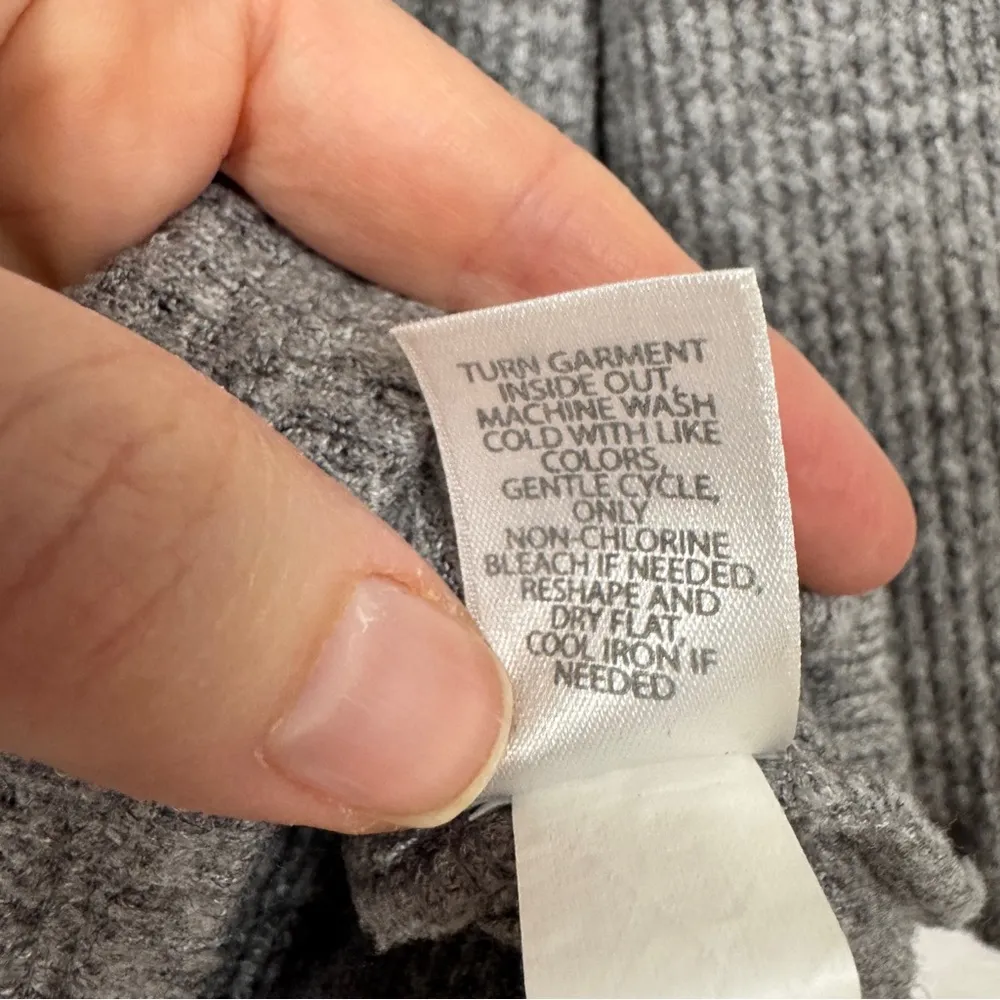 TURN GARMENT
INSIDE OUT,
MACHINE WASH
COLD WITH LIKE
COLORS,
GENTLE CYCLE,
ONLY
NON-CHLORINE
BLEACH IF NEEDED,
RESHAPE AND
DRY FLAT,
COOL IRON IF
NEEDED